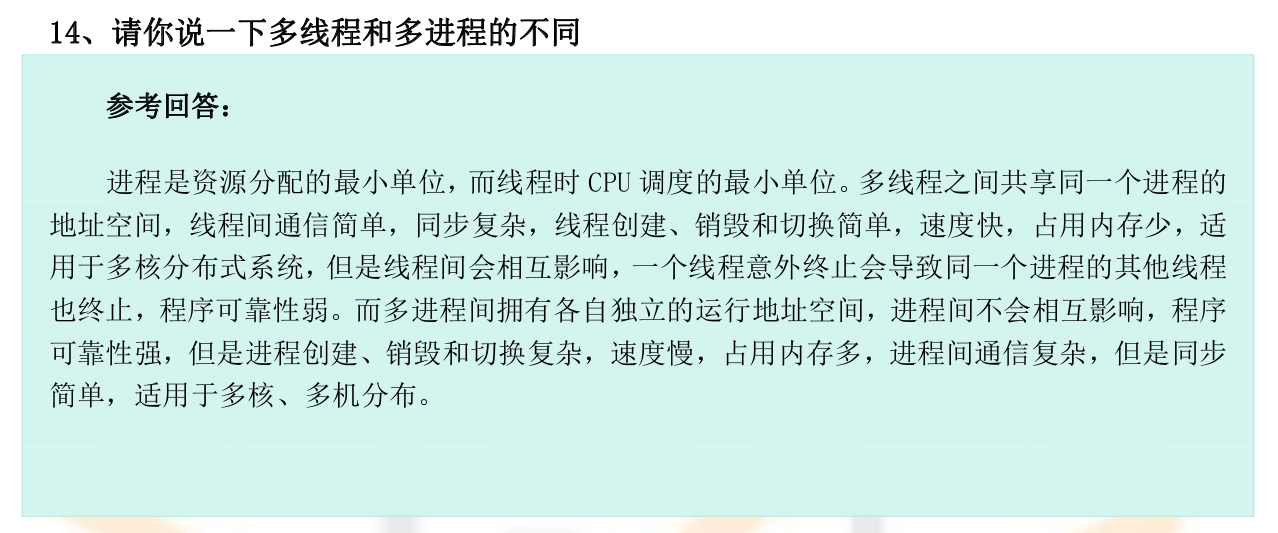 14、请你说一下多线程和多进程的不同
参考回答：
进程是资源分配的最小单位，而线程时 CPU 调度的最小单位。多线程之间共享同一个进程的
地址空间，线程间通信简单，同步复杂，线程创建、销毁和切换简单，速度快，占用内存少，适
用于多核分布式系统，但是线程间会相互影响，一个线程意外终止会导致同一个进程的其他线程
也终止，程序可靠性弱。而多进程间拥有各自独立的运行地址空间，进程间不会相互影响，程序
可靠性强，但是进程创建、销毁和切换复杂，速度慢，占用内存多，进程间通信复杂，但是同步
简单，适用于多核、多机分布。